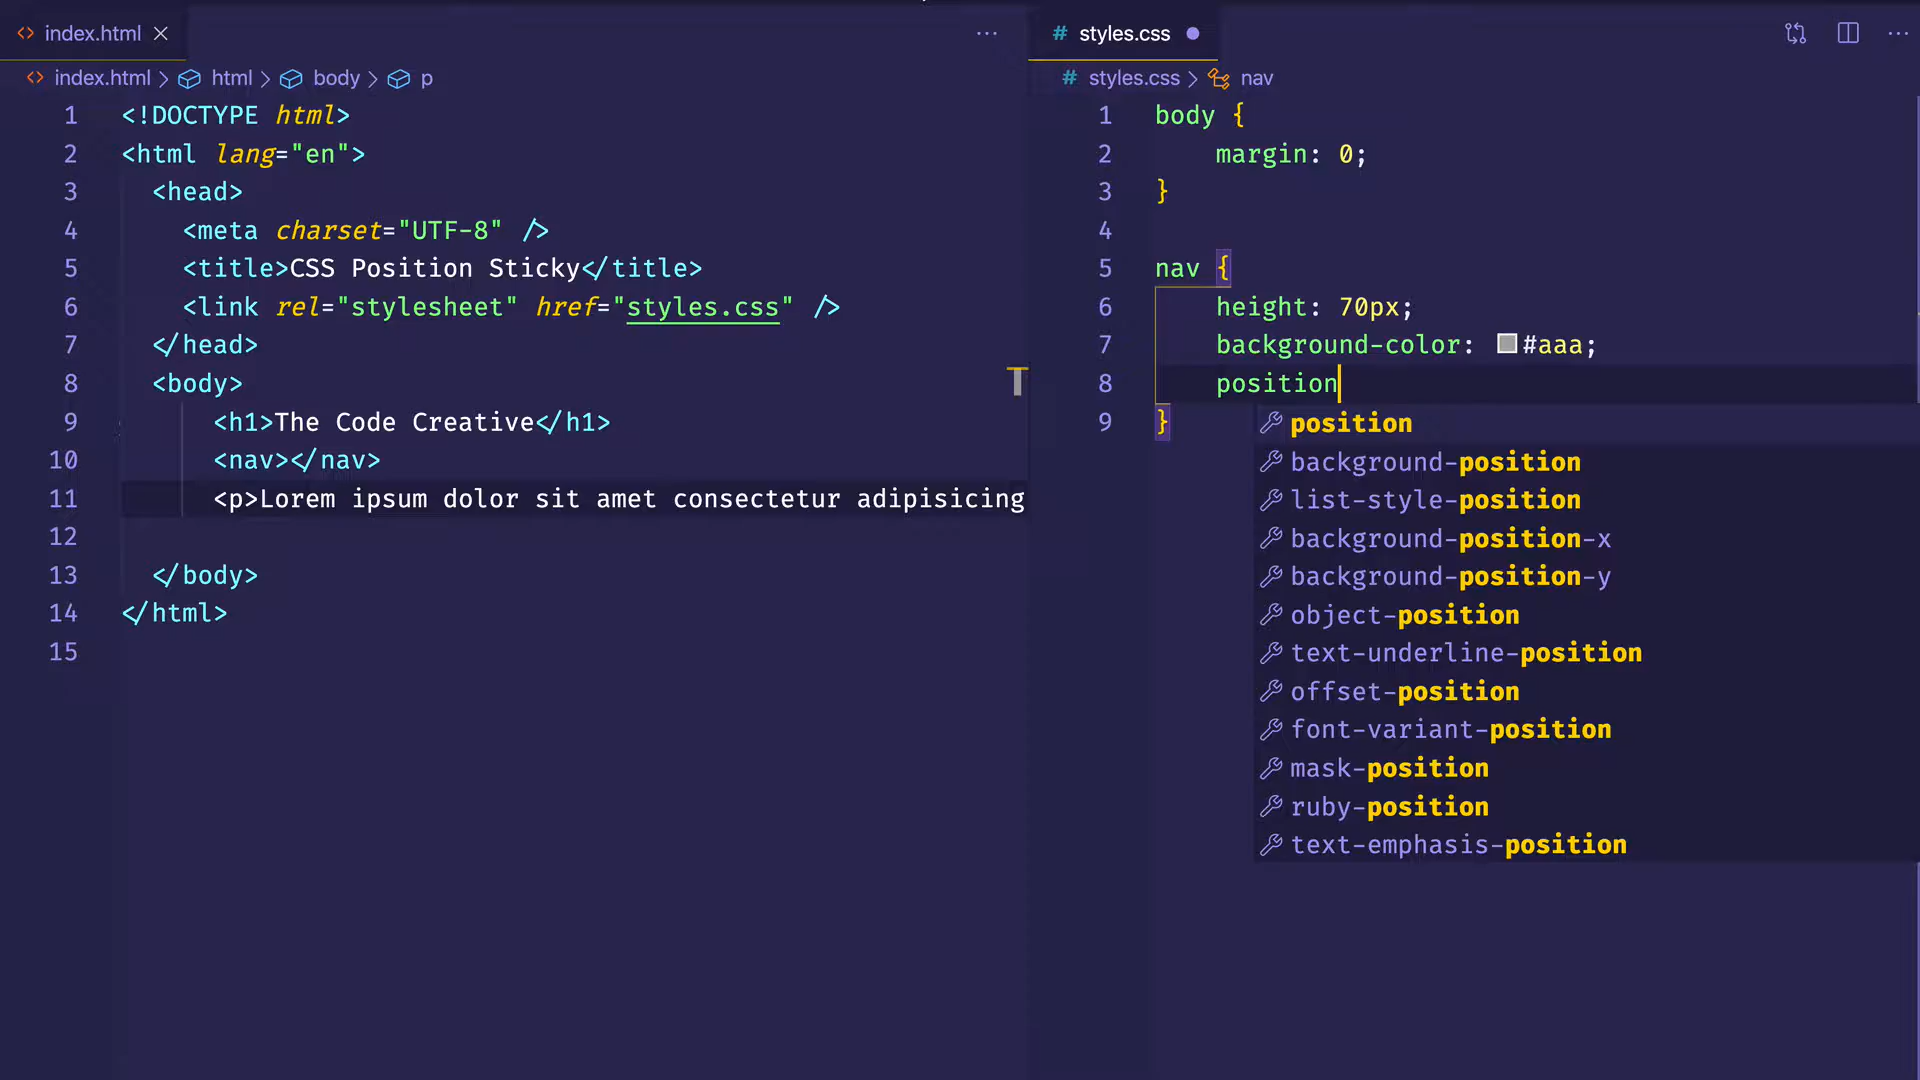 index.html
index.html > html > body > p
1 <!DOCTYPE html>
2 <html lang="en">
3 <head>
4 <meta charset="UTF-8" />
5 <title>CSS Position Sticky</title>
6 <link rel="stylesheet" href="styles.css" />
7 </head>
8 <body>
9 <h1>The Code Creative</h1>
10 <nav></nav>
11 <p>Lorem ipsum dolor sit amet consectetur adipisicing
12
13 </body>
14 </html>
15
# styles.css
# styles.css > nav
1 body {
2 margin: 0;
3 }
4
5 nav {
6 height: 70px;
7 background-color: #aaa;
8 position
9 }
position
background-position
list-style-position
background-position-x
background-position-y
object-position
text-underline-position
offset-position
font-variant-position
mask-position
ruby-position
text-emphasis-position